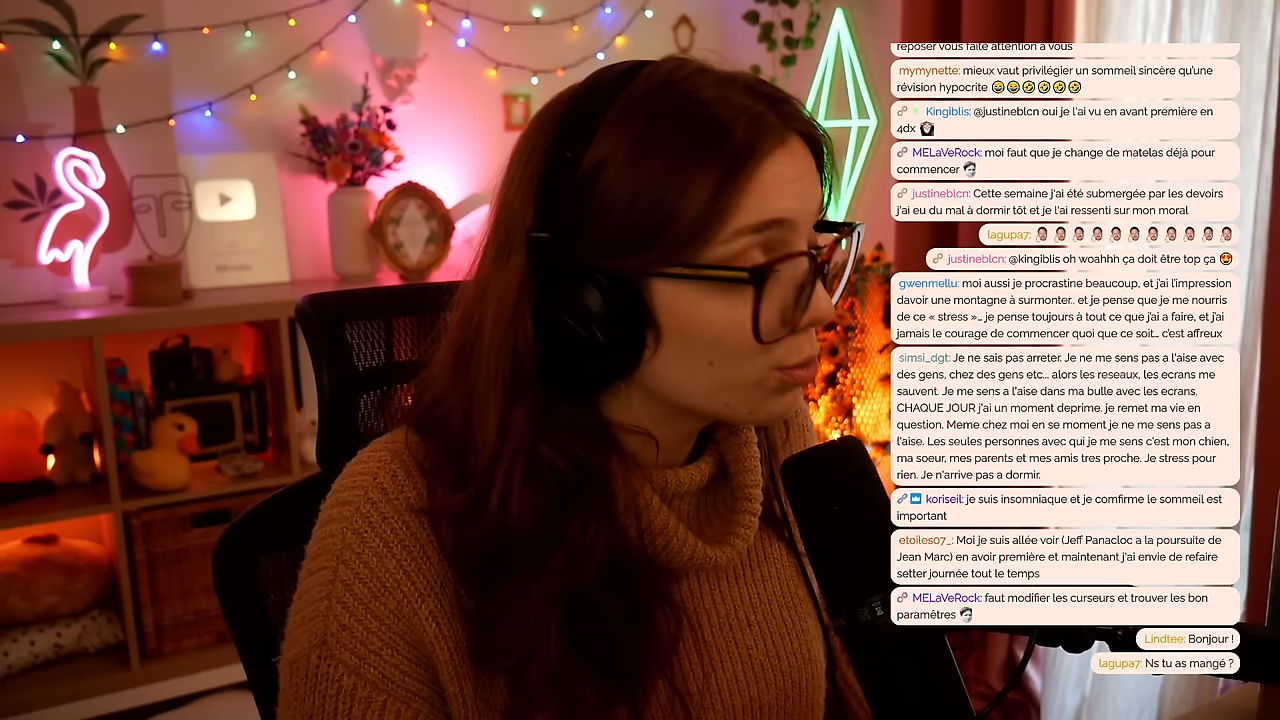 reposer vous faite attention à vous
mymynette: mieux vaut privilégier un sommeil sincère qu'une
révision hypocrite 😂😂🤣🤣🤣🤣
Kingiblis: @justineblcn oui je l'ai vu en avant première en
4dx
MELaVeRock: moi faut que je change de matelas déjà pour
commencer
justineblcn: Cette semaine j'ai été submergée par les devoirs
j'ai eu du mal à dormir tôt et je l'ai ressenti sur mon moral
lagupa7:
justineblcn: @kingiblis oh woahhh ça doit être top ça 🤩
gwenmellu: moi aussi je procrastine beaucoup, et j'ai l'impression
davoir une montagne à surmonter.. et je pense que je me nourris
de ce « stress »… je pense toujours à tout ce que j'ai a faire, et j'ai
jamais le courage de commencer quoi que ce soit… c'est affreux
simsi_dgt: Je ne sais pas arreter. Je ne me sens pas a l'aise avec
des gens, chez des gens etc... alors les reseaux, les ecrans me
sauvent. Je me sens a l'aise dans ma bulle avec les ecrans.
CHAQUE JOUR j'ai un moment deprime. je remet ma vie en
question. Meme chez moi en se moment je ne me sens pas a
l'aise. Les seules personnes avec qui je me sens c'est mon chien,
ma soeur, mes parents et mes amis tres proche. Je stress pour
rien. Je n'arrive pas a dormir.
koriseil: je suis insomniaque et je comfirme le sommeil est
important
etoiles07_: Moi je suis allée voir (Jeff Panacloc a la poursuite de
Jean Marc) en avoir première et maintenant j'ai envie de refaire
setter journée tout le temps
MELaVeRock: faut modifier les curseurs et trouver les bon
paramètres
Lindtee: Bonjour !
lagupa7: Ns tu as mangé ?